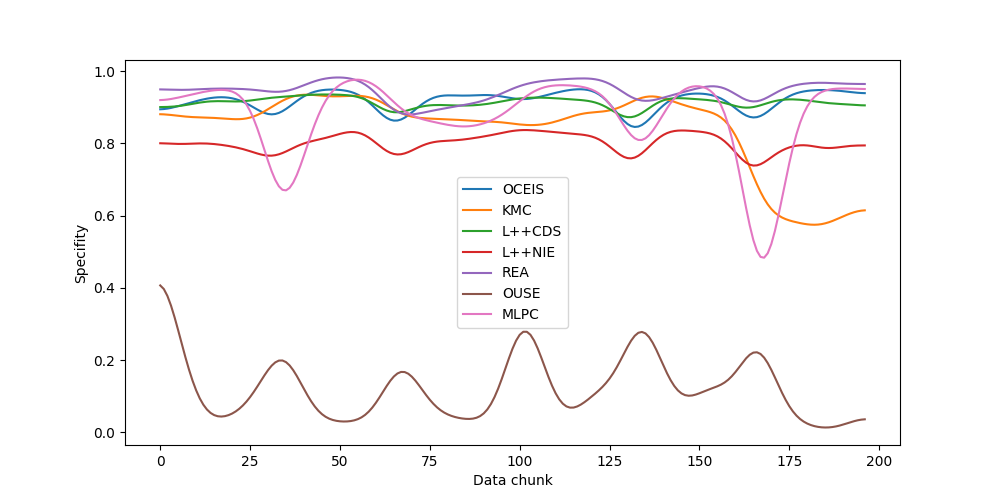 1.0
0.8
0.6
0.4
0.2
0.0
Specifity
OCEIS
KMC
L++CDS
L++NIE
REA
OUSE
MLPC
0 25 50 75 100 125 150 175 200
Data chunk